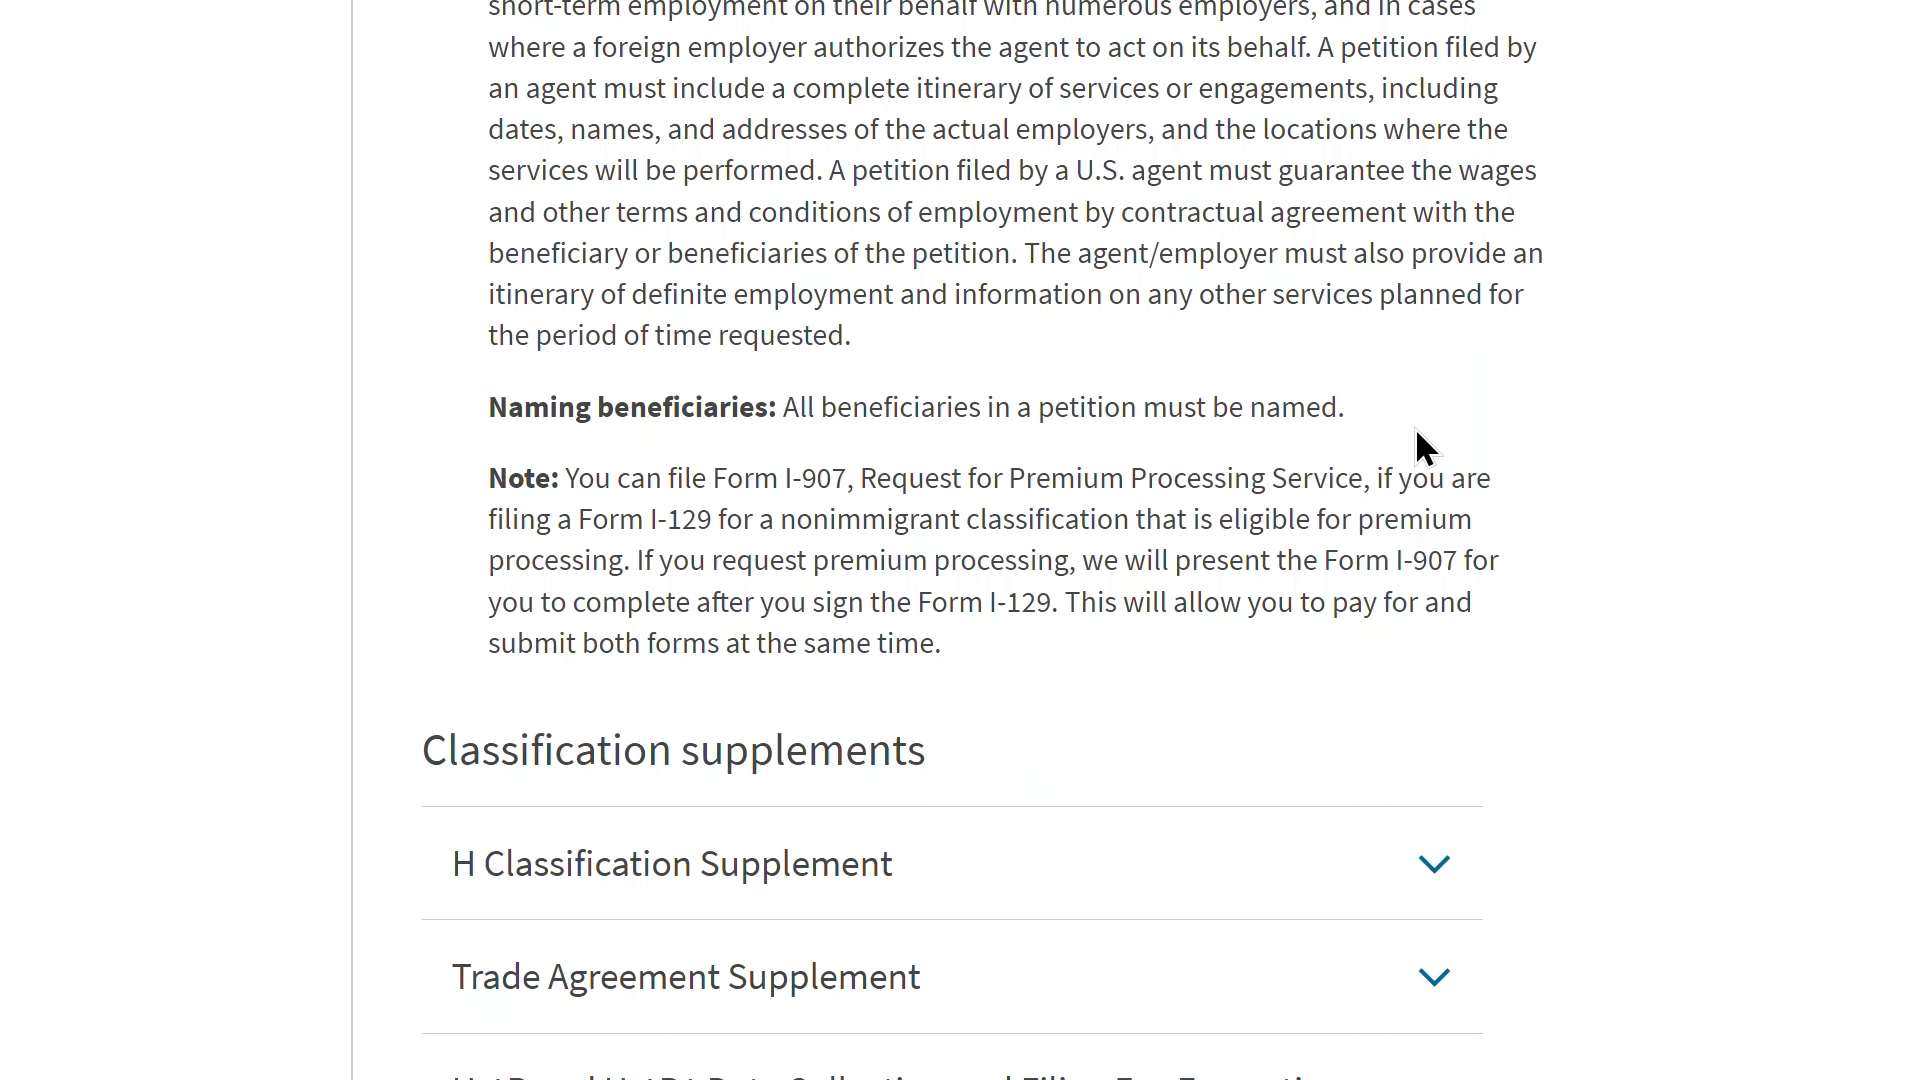 short-term employment on their behalf with numerous employers, and in cases
where a foreign employer authorizes the agent to act on its behalf. A petition filed by
an agent must include a complete itinerary of services or engagements, including
dates, names, and addresses of the actual employers, and the locations where the
services will be performed. A petition filed by a U.S. agent must guarantee the wages
and other terms and conditions of employment by contractual agreement with the
beneficiary or beneficiaries of the petition. The agent/employer must also provide an
itinerary of definite employment and information on any other services planned for
the period of time requested.
Naming beneficiaries: All beneficiaries in a petition must be named.
Note: You can file Form I-907, Request for Premium Processing Service, if you are
filing a Form I-129 for a nonimmigrant classification that is eligible for premium
processing. If you request premium processing, we will present the Form I-907 for
you to complete after you sign the Form I-129. This will allow you to pay for and
submit both forms at the same time.
Classification supplements
H Classification Supplement
Trade Agreement Supplement